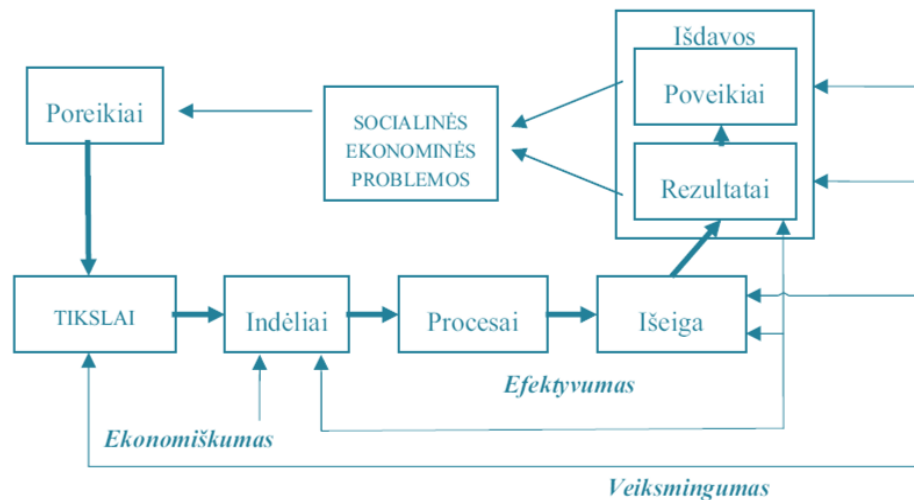 Išdavos
Poreikiai
SOCIALINĖS
EKONOMINĖS
PROBLEMOS
Poveikiai
Rezultatai
TIKSLAI
Indėliai
Procesai
Išeiga
Efektyvumas
Ekonomiškumas
Veiksmingumas